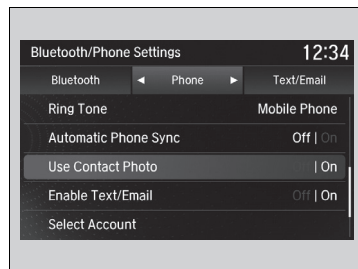 Bluetooth/Phone Settings 12:34
Bluetooth ◄ Phone ► Text/Email
Ring Tone Mobile Phone
Automatic Phone Sync Off | On
Use Contact Photo | On
Enable Text/Email Off | On
Select Account